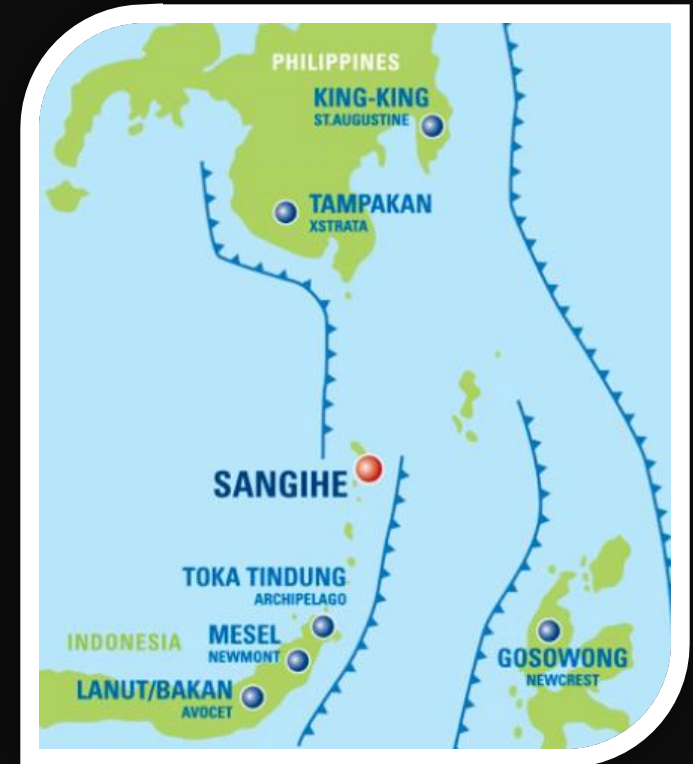 PHILIPPINES
KING-KING
ST.AUGUSTINE
TAMPAKAN
XSTRATA
SANGIHE
TOKA TINDUNG
ARCHIPELAGO
INDONESIA
MESEL
NEWMONT
GOSOWONG
NEWCREST
LANUT/BAKAN
AVOCET